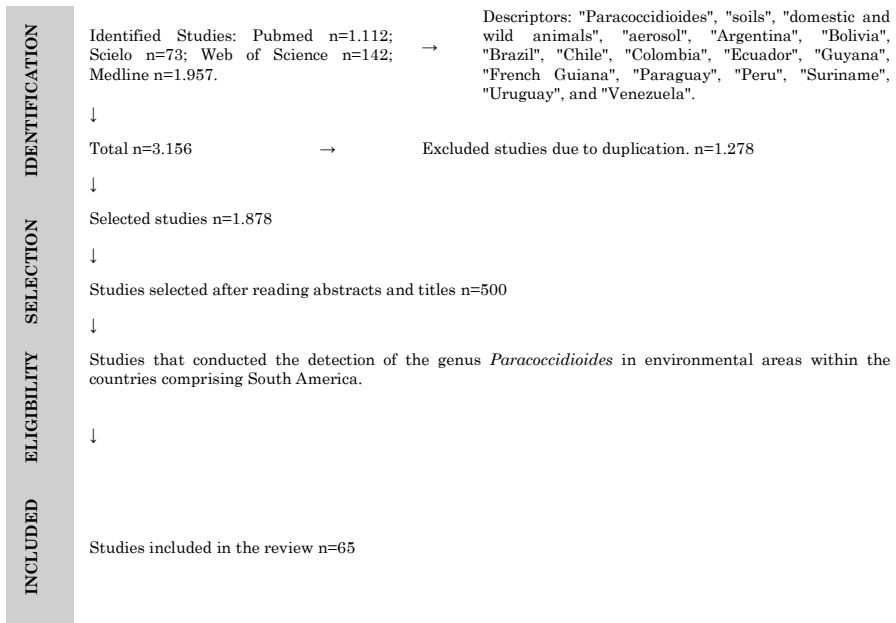 IDENTIFICATION
Identified Studies: Pubmed n=1.112;
Scielo n=73; Web of Science n=142;
Medline n=1.957.
→
Descriptors: "Paracoccidioides", "soils", "domestic and
wild animals", "aerosol", "Argentina", "Bolivia",
"Brazil", "Chile", "Colombia", "Ecuador", "Guyana",
"French Guiana", "Paraguay", "Peru", "Suriname",
"Uruguay", and "Venezuela".
↓
Total n=3.156 → Excluded studies due to duplication. n=1.278
↓
SELECTION
Selected studies n=1.878
↓
Studies selected after reading abstracts and titles n=500
↓
ELIGIBILITY
Studies that conducted the detection of the genus Paracoccidioides in environmental areas within the
countries comprising South America.
↓
INCLUDED
Studies included in the review n=65